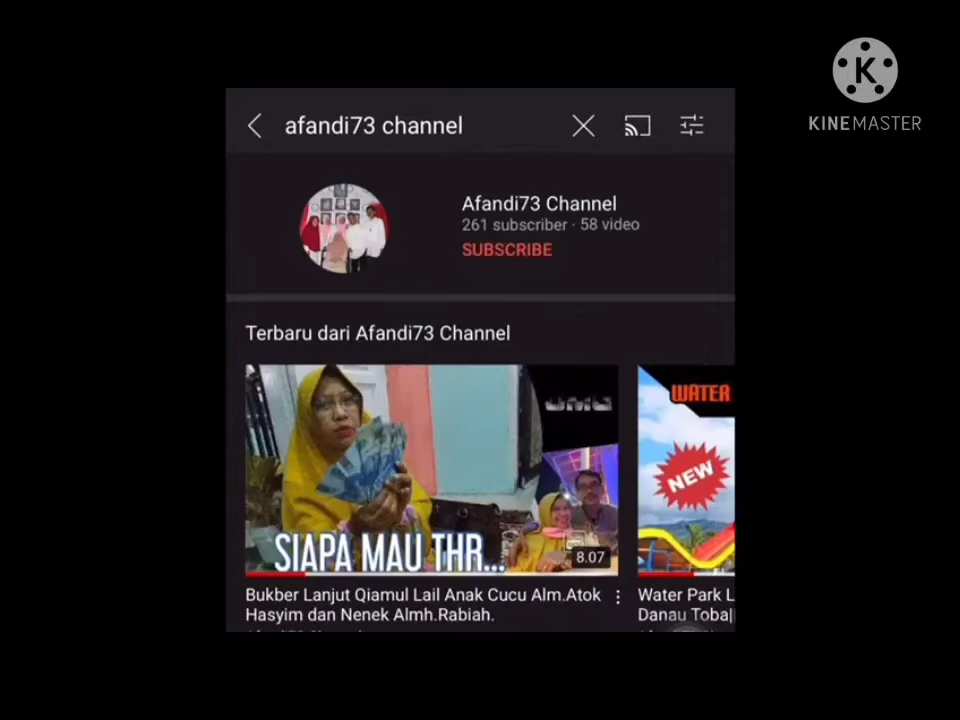 K
KINEMASTER
afandi73 channel
Afandi73 Channel
261 subscriber · 58 video
SUBSCRIBE
Terbaru dari Afandi73 Channel
WATER
NEW
SIAPA MAU THR...
8.07
Bukber Lanjut Qiamul Lail Anak Cucu Alm.Atok
Hasyim dan Nenek Almh.Rabiah.
Water Park L
Danau Toba|